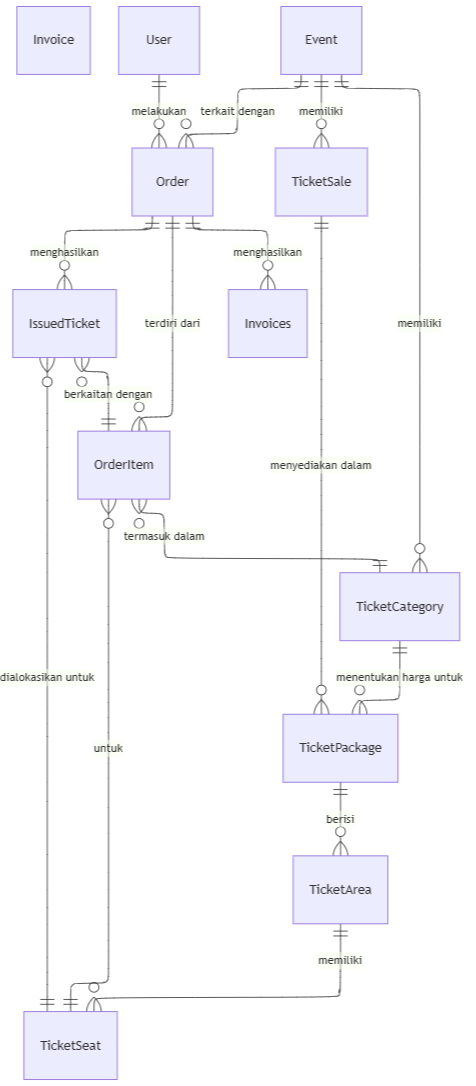 Invoice
User
Event
melakukan
terkait dengan
memiliki
Order
TicketSale
menghasilkan
menghasilkan
IssuedTicket
terdiri dari
Invoices
memiliki
berkaitan dengan
OrderItem
menyediakan dalam
termasuk dalam
TicketCategory
dialokasikan untuk
menentukan harga untuk
untuk
TicketPackage
berisi
TicketArea
memiliki
TicketSeat